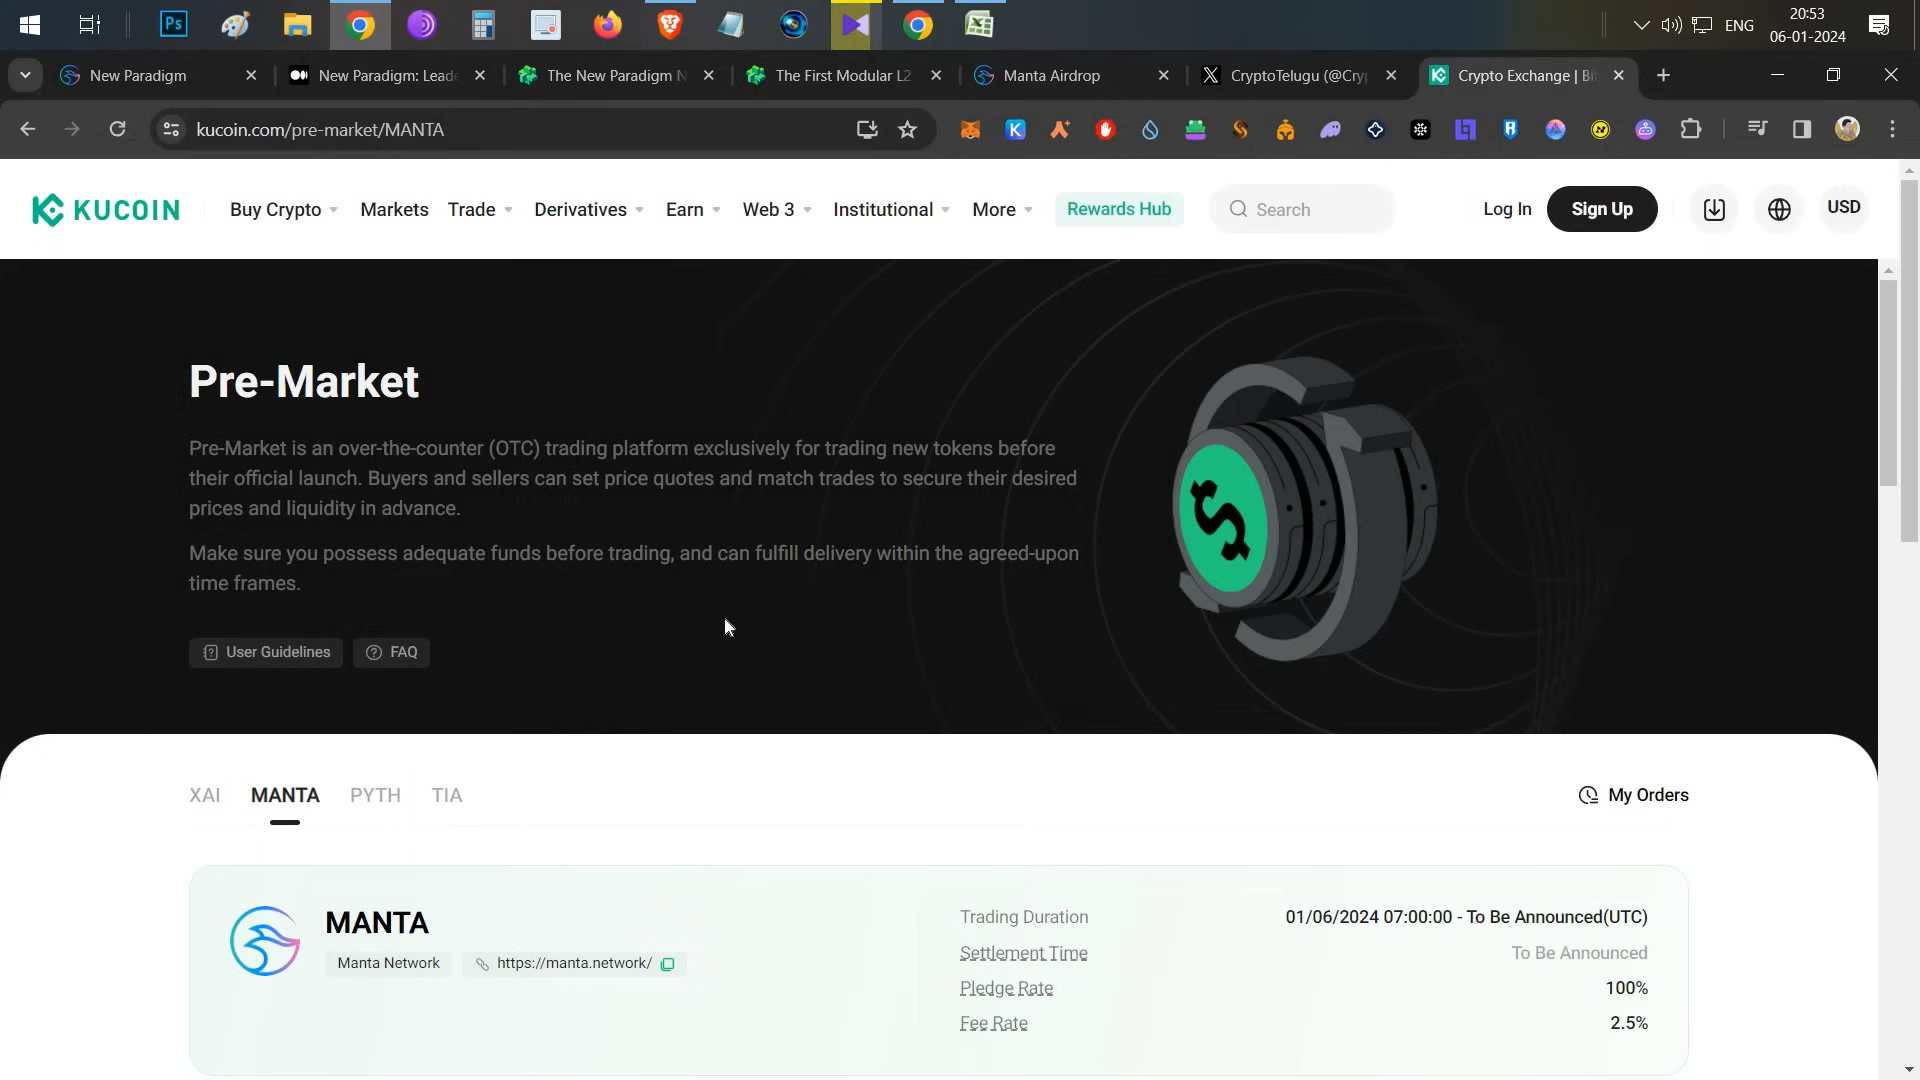 Ps
ENG
20:53
06-01-2024
New Paradigm
New Paradigm: Lead
The New Paradigm N
The First Modular L2
Manta Airdrop
CryptoTelugu (@Cry
Crypto Exchange | Bi
kucoin.com/pre-market/MANTA
KUCOIN
Buy Crypto
Markets
Trade
Derivatives
Earn
Web 3
Institutional
More
Rewards Hub
Search
Log In
Sign Up
USD
Pre-Market
Pre-Market is an over-the-counter (OTC) trading platform exclusively for trading new tokens before
their official launch. Buyers and sellers can set price quotes and match trades to secure their desired
prices and liquidity in advance.
Make sure you possess adequate funds before trading, and can fulfill delivery within the agreed-upon
time frames.
User Guidelines
FAQ
XAI
MANTA
PYTH
TIA
My Orders
MANTA
Manta Network
https://manta.network/
Trading Duration
01/06/2024 07:00:00 - To Be Announced(UTC)
Settlement Time
To Be Announced
Pledge Rate
100%
Fee Rate
2.5%